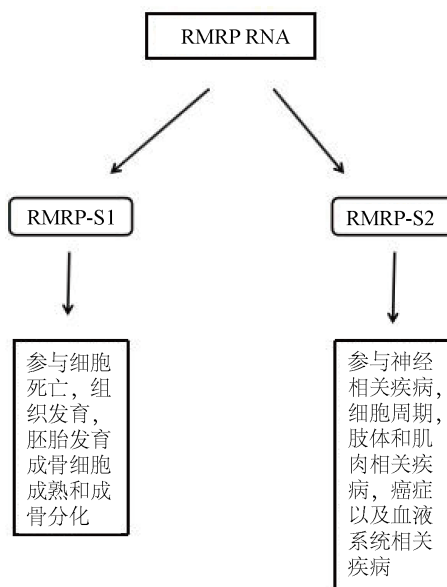 RMRP RNA
RMRP-S1
RMRP-S2
参与细胞
死亡，组
织发育，
胚胎发育
成骨细胞
成熟和成
骨分化
参与神经
相关疾病，
细胞周期，
肢体和肌
肉相关疾
病，癌症
以及血液
系统相关
疾病